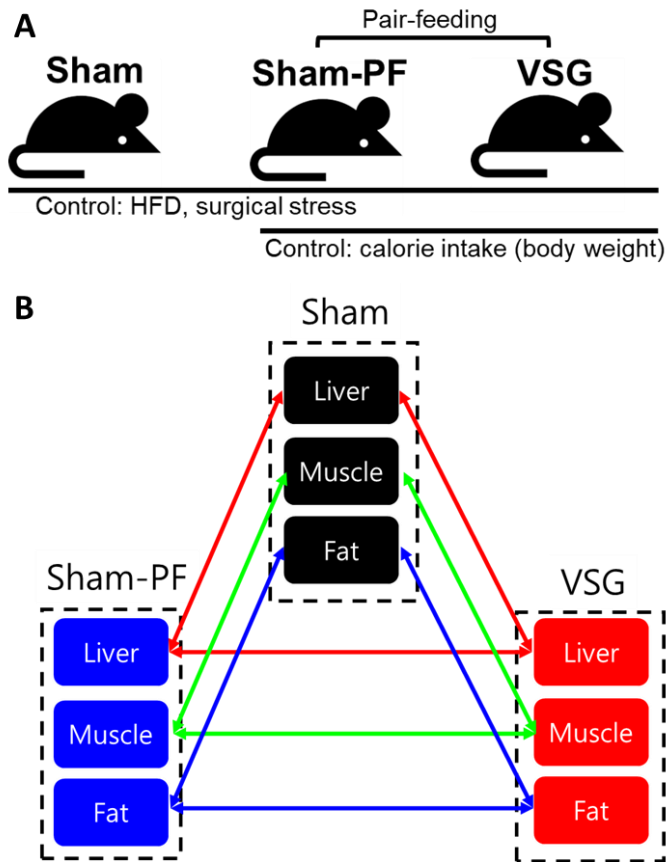 A
Pair-feeding
Sham
Sham-PF
VSG
Control: HFD, surgical stress
Control: calorie intake (body weight)
B
Sham
Liver
Muscle
Fat
Sham-PF
Liver
Muscle
Fat
VSG
Liver
Muscle
Fat